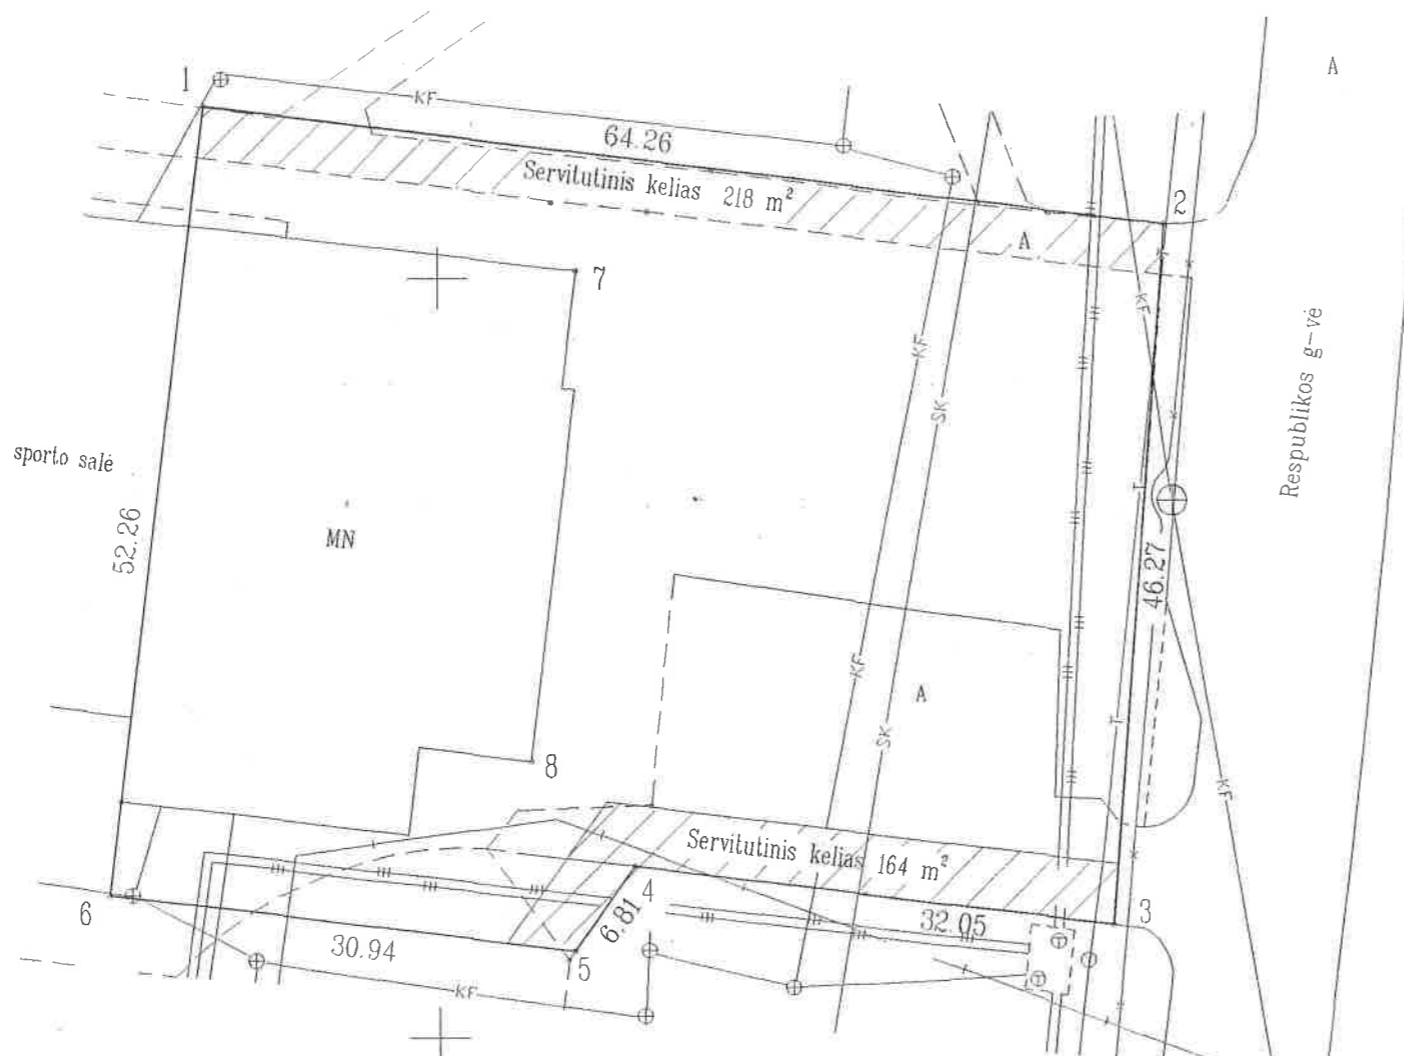 A
1
KF
64.26
Servitutinis kelias 218 m²
2
A
7
KF
KF
SK
Respublikos g-vė
sporto salė
T
52.26
MN
46.27
KF
A
T
SK
8
KF
Servitutinis kelias 164 m²
4
6
6.81
32.05
3
30.94
5
KF